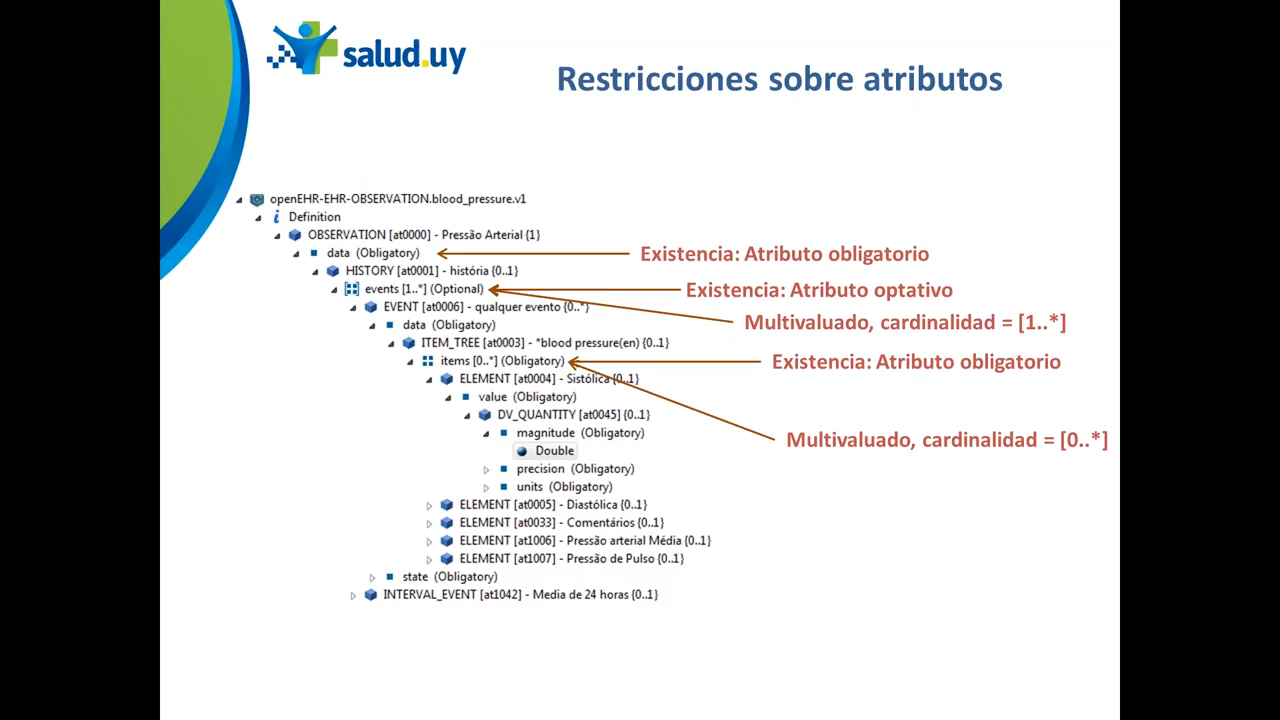 salud.uy
Restricciones sobre atributos
openEHR-EHR-OBSERVATION.blood_pressure.v1
Definition
OBSERVATION [at0000] - Pressão Arterial {1}
data (Obligatory)
Existencia: Atributo obligatorio
HISTORY [at0001] - história {0..1}
events [1..*] (Optional)
Existencia: Atributo optativo
EVENT [at0006] - qualquer evento {0..*}
Multivaluado, cardinalidad = [1..*]
data (Obligatory)
ITEM_TREE [at0003] - *blood pressure(en) {0..1}
items [0..*] (Obligatory)
Existencia: Atributo obligatorio
ELEMENT [at0004] - Sistólica {0..1}
value (Obligatory)
DV_QUANTITY [at0045] {0..1}
magnitude (Obligatory)
Multivaluado, cardinalidad = [0..*]
Double
precision (Obligatory)
units (Obligatory)
ELEMENT [at0005] - Diastólica {0..1}
ELEMENT [at0033] - Comentários {0..1}
ELEMENT [at1006] - Pressão arterial Média {0..1}
ELEMENT [at1007] - Pressão de Pulso {0..1}
state (Obligatory)
INTERVAL_EVENT [at1042] - Media de 24 horas {0..1}